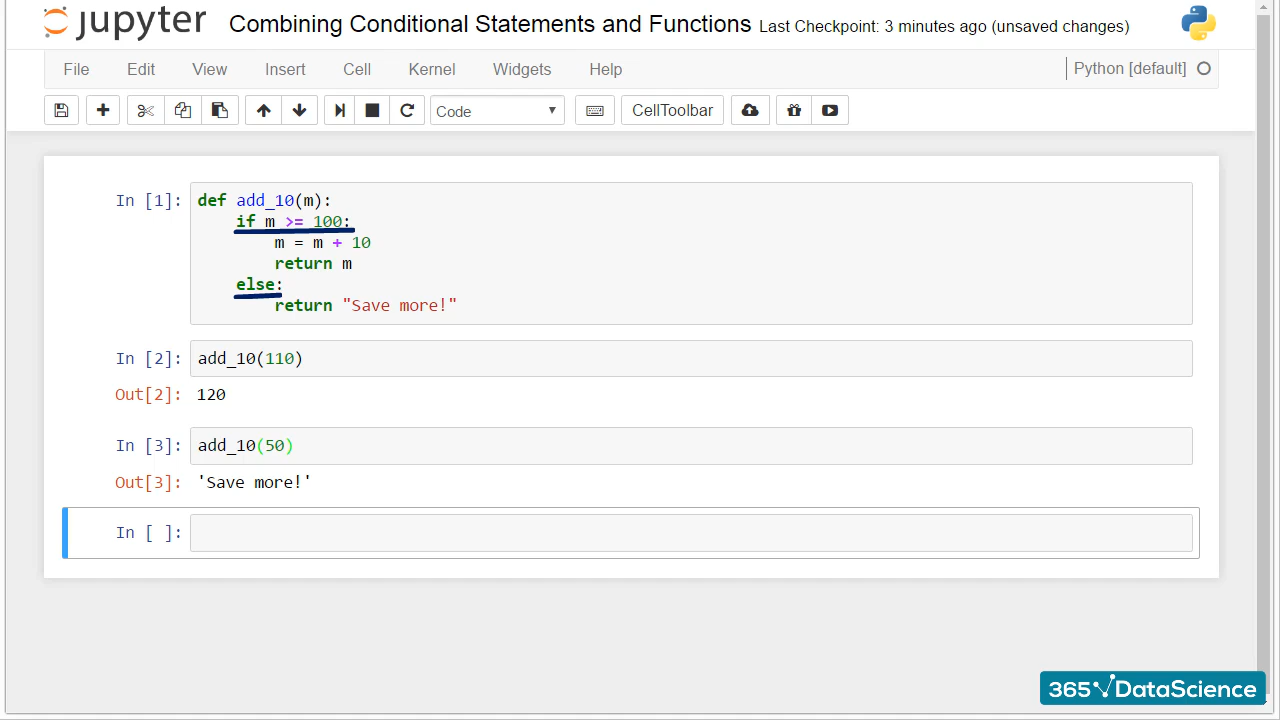 jupyter Combining Conditional Statements and Functions Last Checkpoint: 3 minutes ago (unsaved changes)
File Edit View Insert Cell Kernel Widgets Help Python [default]
Code CellToolbar
In [1]: def add_10(m):
if m >= 100:
m = m + 10
return m
else:
return "Save more!"
In [2]: add_10(110)
Out[2]: 120
In [3]: add_10(50)
Out[3]: 'Save more!'
In [ ]:
365 DataScience